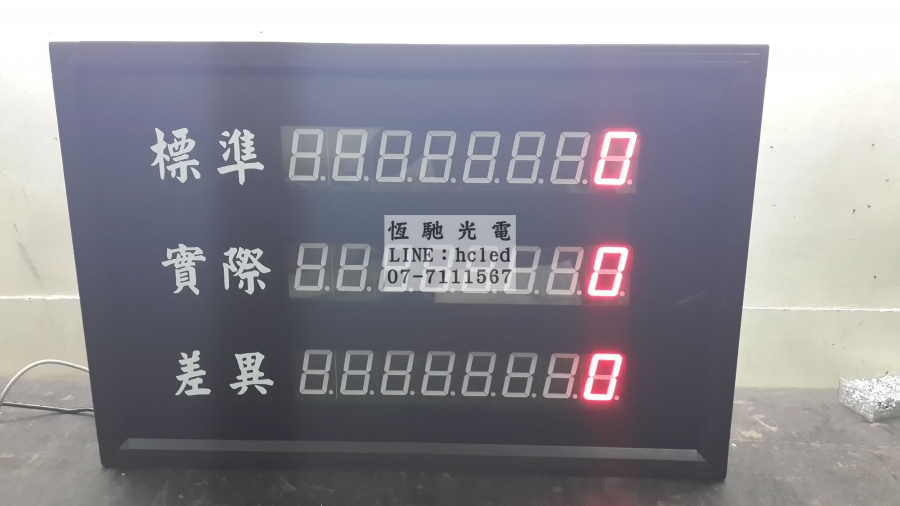 標準 0
恆馳光電
LINE：hcled
07-7111567
實際 0
差異 0